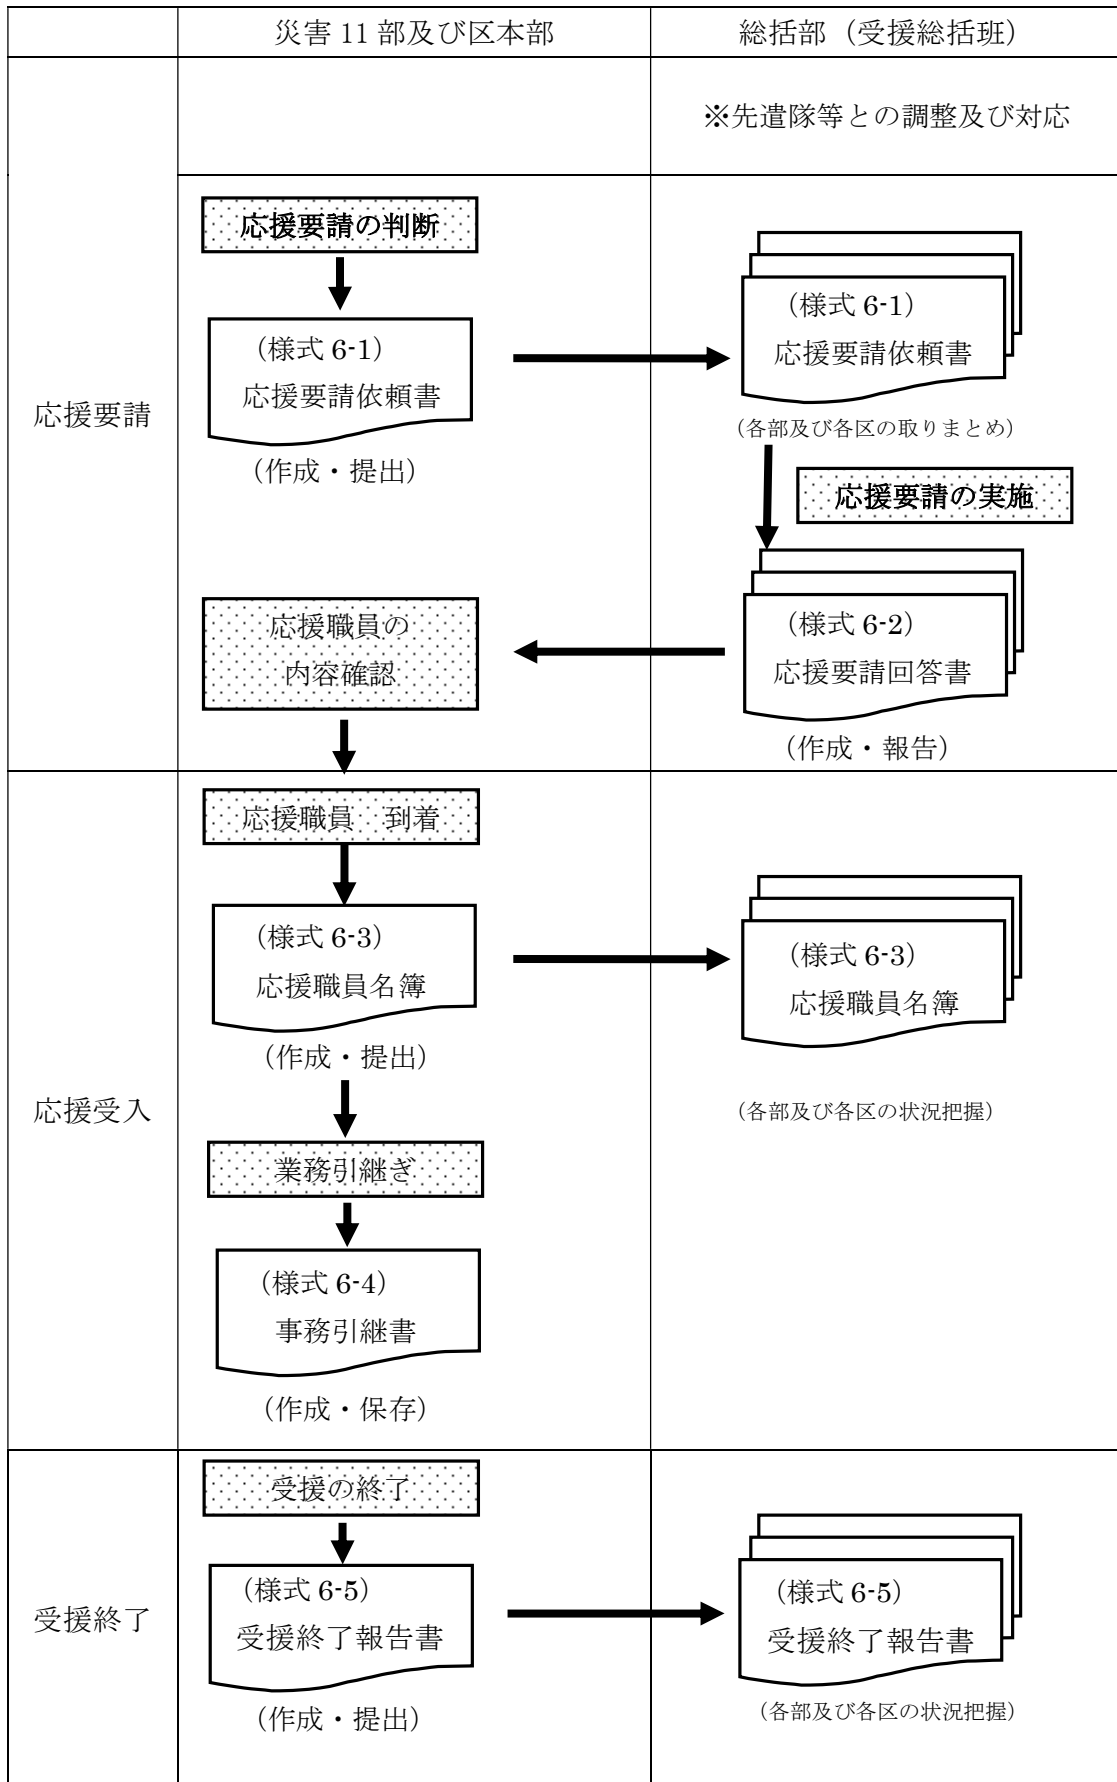 災害 11 部及び区本部
総括部（受援総括班）
応援要請
※先遣隊等との調整及び対応
応援要請の判断
（様式 6-1）
応援要請依頼書
（作成・提出）
（様式 6-1）
応援要請依頼書
（各部及び各区の取りまとめ）
応援要請の実施
（様式 6-2）
応援要請回答書
（作成・報告）
応援職員の
内容確認
応援受入
応援職員　到着
（様式 6-3）
応援職員名簿
（作成・提出）
（様式 6-3）
応援職員名簿
（各部及び各区の状況把握）
業務引継ぎ
（様式 6-4）
事務引継書
（作成・保存）
受援終了
受援の終了
（様式 6-5）
受援終了報告書
（作成・提出）
（様式 6-5）
受援終了報告書
（各部及び各区の状況把握）